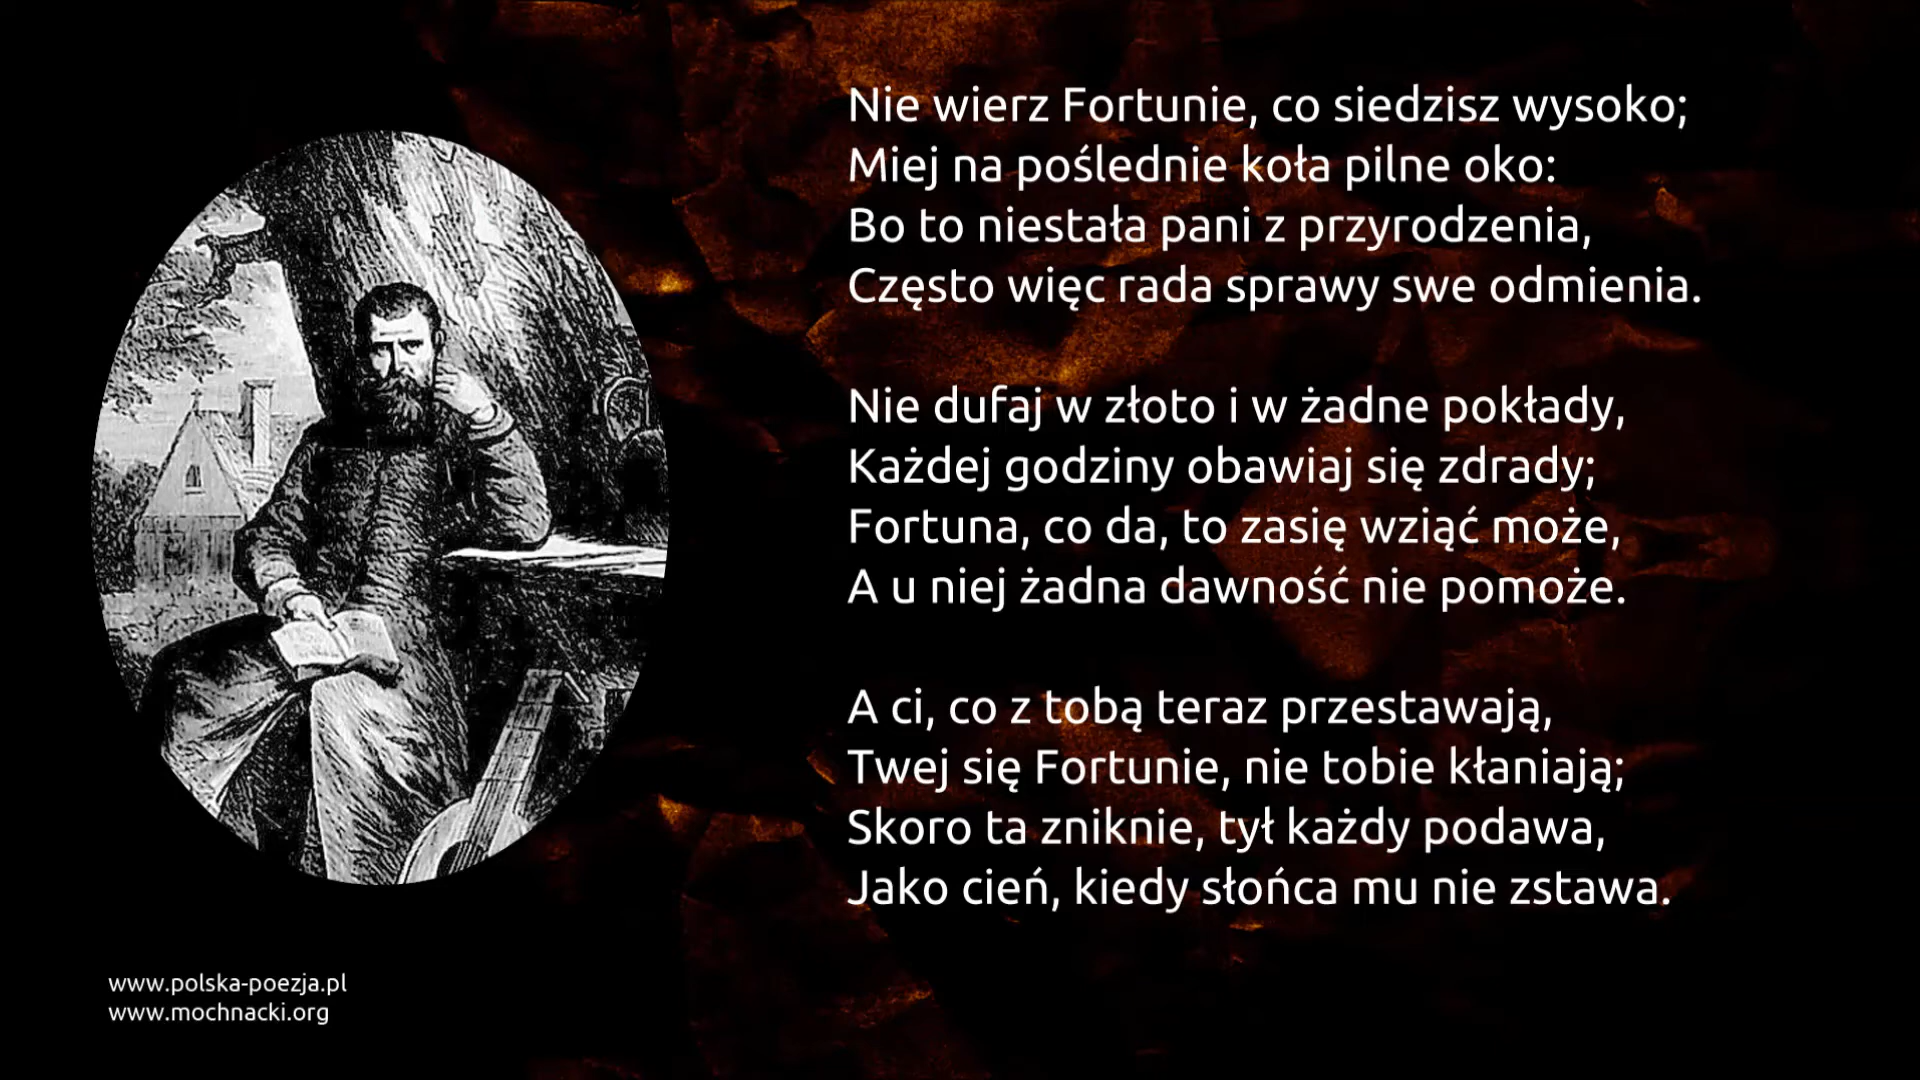 Nie wierz Fortunie, co siedzisz wysoko;
Miej na poślednie koła pilne oko:
Bo to niestała pani z przyrodzenia,
Często więc rada sprawy swe odmienia.

Nie dufaj w złoto i w żadne pokłady,
Każdej godziny obawiaj się zdrady;
Fortuna, co da, to zasię wziąć może,
A u niej żadna dawność nie pomoże.

A ci, co z tobą teraz przestawają,
Twej się Fortunie, nie tobie kłaniają;
Skoro ta zniknie, tył każdy podawa,
Jako cień, kiedy słońca mu nie zstawa.

www.polska-poezja.pl
www.mochnacki.org